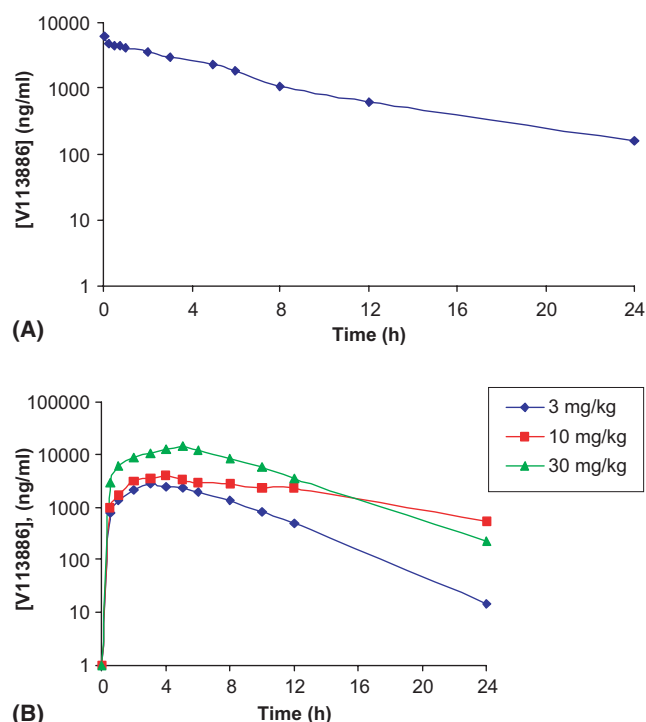 10000
1000
100
10
1
[V113886] (ng/ml)
0 4 8 12 16 20 24
Time (h)
(A)
3 mg/kg
10 mg/kg
30 mg/kg
100000
10000
1000
100
10
1
[V113886], (ng/ml)
0 4 8 12 16 20 24
Time (h)
(B)